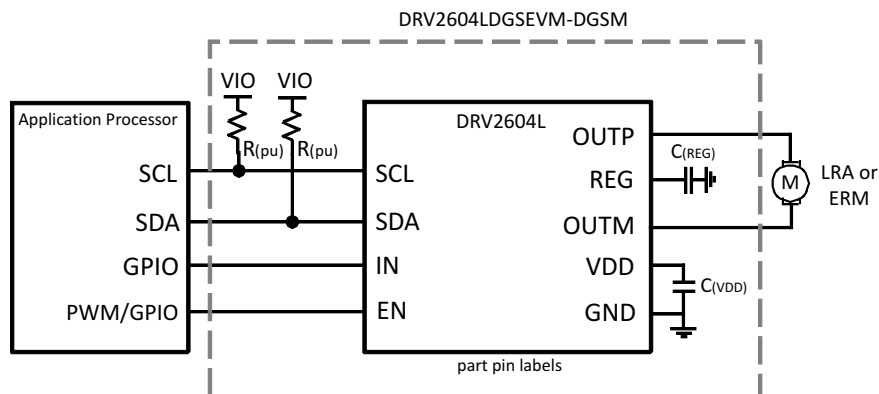 DRV2604LDGSEVM-DGSM
VIO VIO
Application Processor
R(pu) R(pu)
DRV2604L
SCL
SDA
GPIO
PWM/GPIO
SCL
SDA
IN
EN
OUTP
REG
OUTM
VDD
GND
C(REG)
C(VDD)
M
LRA or
ERM
part pin labels